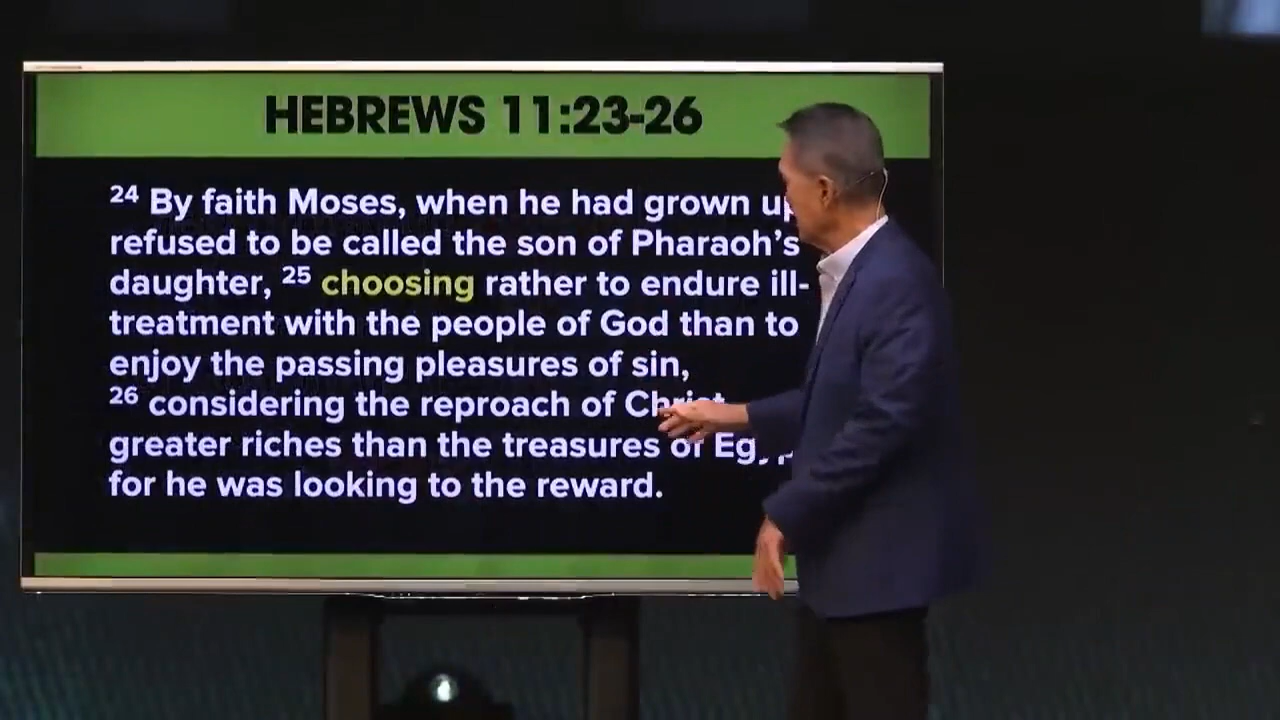 HEBREWS 11:23-26
24 By faith Moses, when he had grown up
refused to be called the son of Pharaoh's
daughter, 25 choosing rather to endure ill-
treatment with the people of God than to
enjoy the passing pleasures of sin,
26 considering the reproach of Christ
greater riches than the treasures of
for he was looking to the reward.